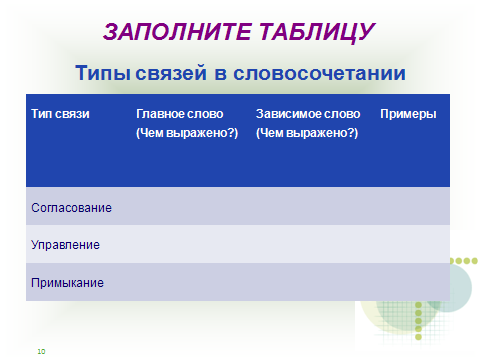 ЗАПОЛНИТЕ ТАБЛИЦУ
Типы связей в словосочетании
Тип связи Главное слово (Чем выражено?) Зависимое слово (Чем выражено?) Примеры
Согласование
Управление
Примыкание
10